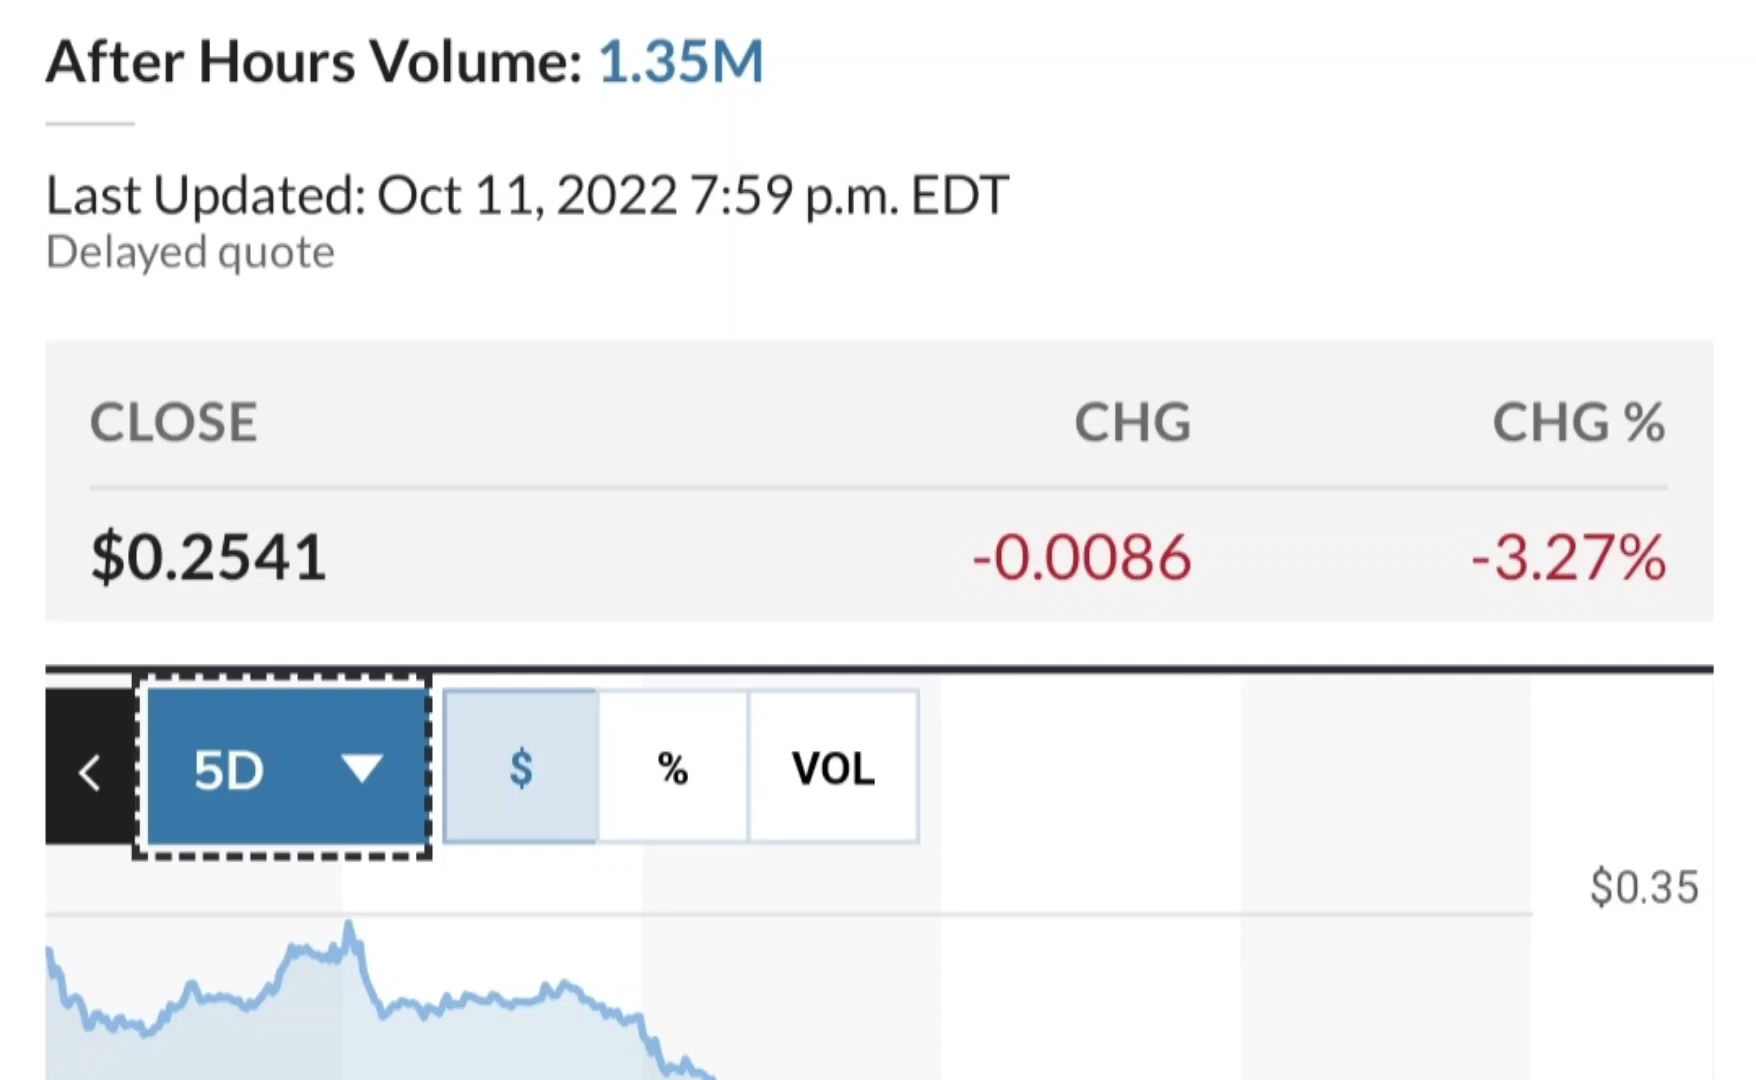 After Hours Volume: 1.35M
Last Updated: Oct 11, 2022 7:59 p.m. EDT
Delayed quote
CLOSE CHG CHG %
$0.2541 -0.0086 -3.27%
5D $ % VOL
$0.35